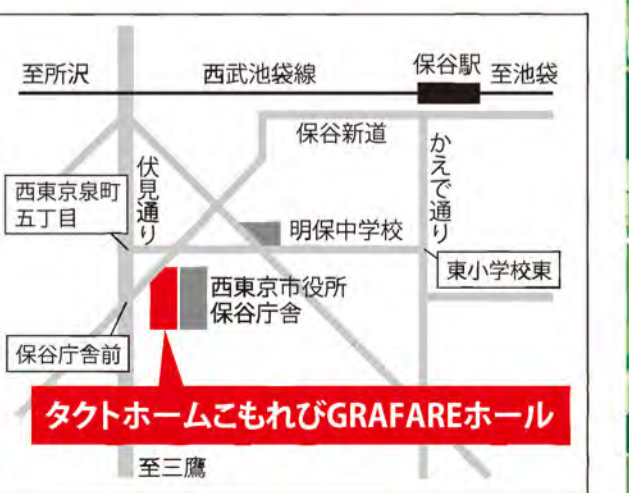 至所沢
西武池袋線
保谷駅
至池袋
保谷新道
かえで通り
伏見通り
西東京泉町
五丁目
明保中学校
東小学校東
西東京市役所
保谷庁舎
保谷庁舎前
タクトホームこもれびGRAFAREホール
至三鷹